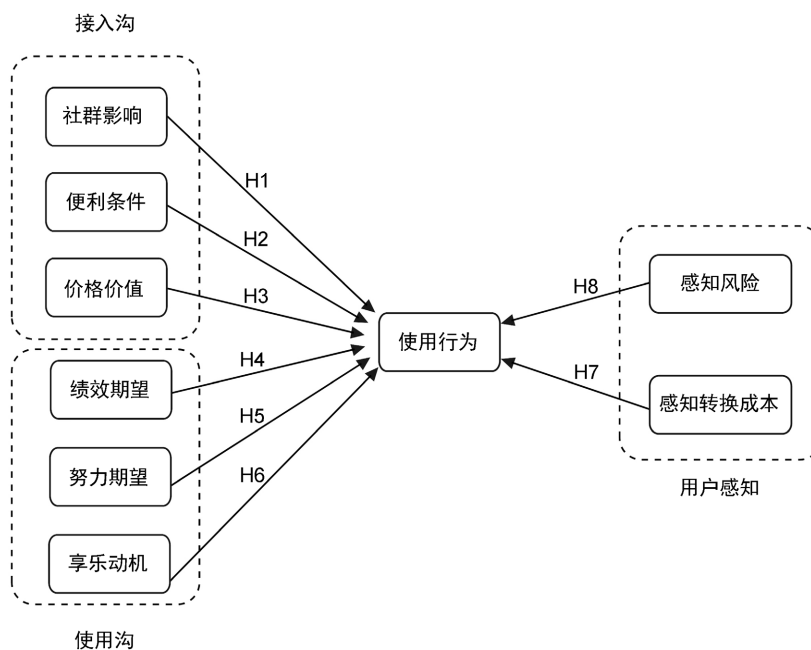 接入沟
社群影响
H1
便利条件
H2
价格价值
H3
绩效期望
H4
努力期望
H5
享乐动机
H6
使用沟
使用行为
H8
感知风险
H7
感知转换成本
用户感知